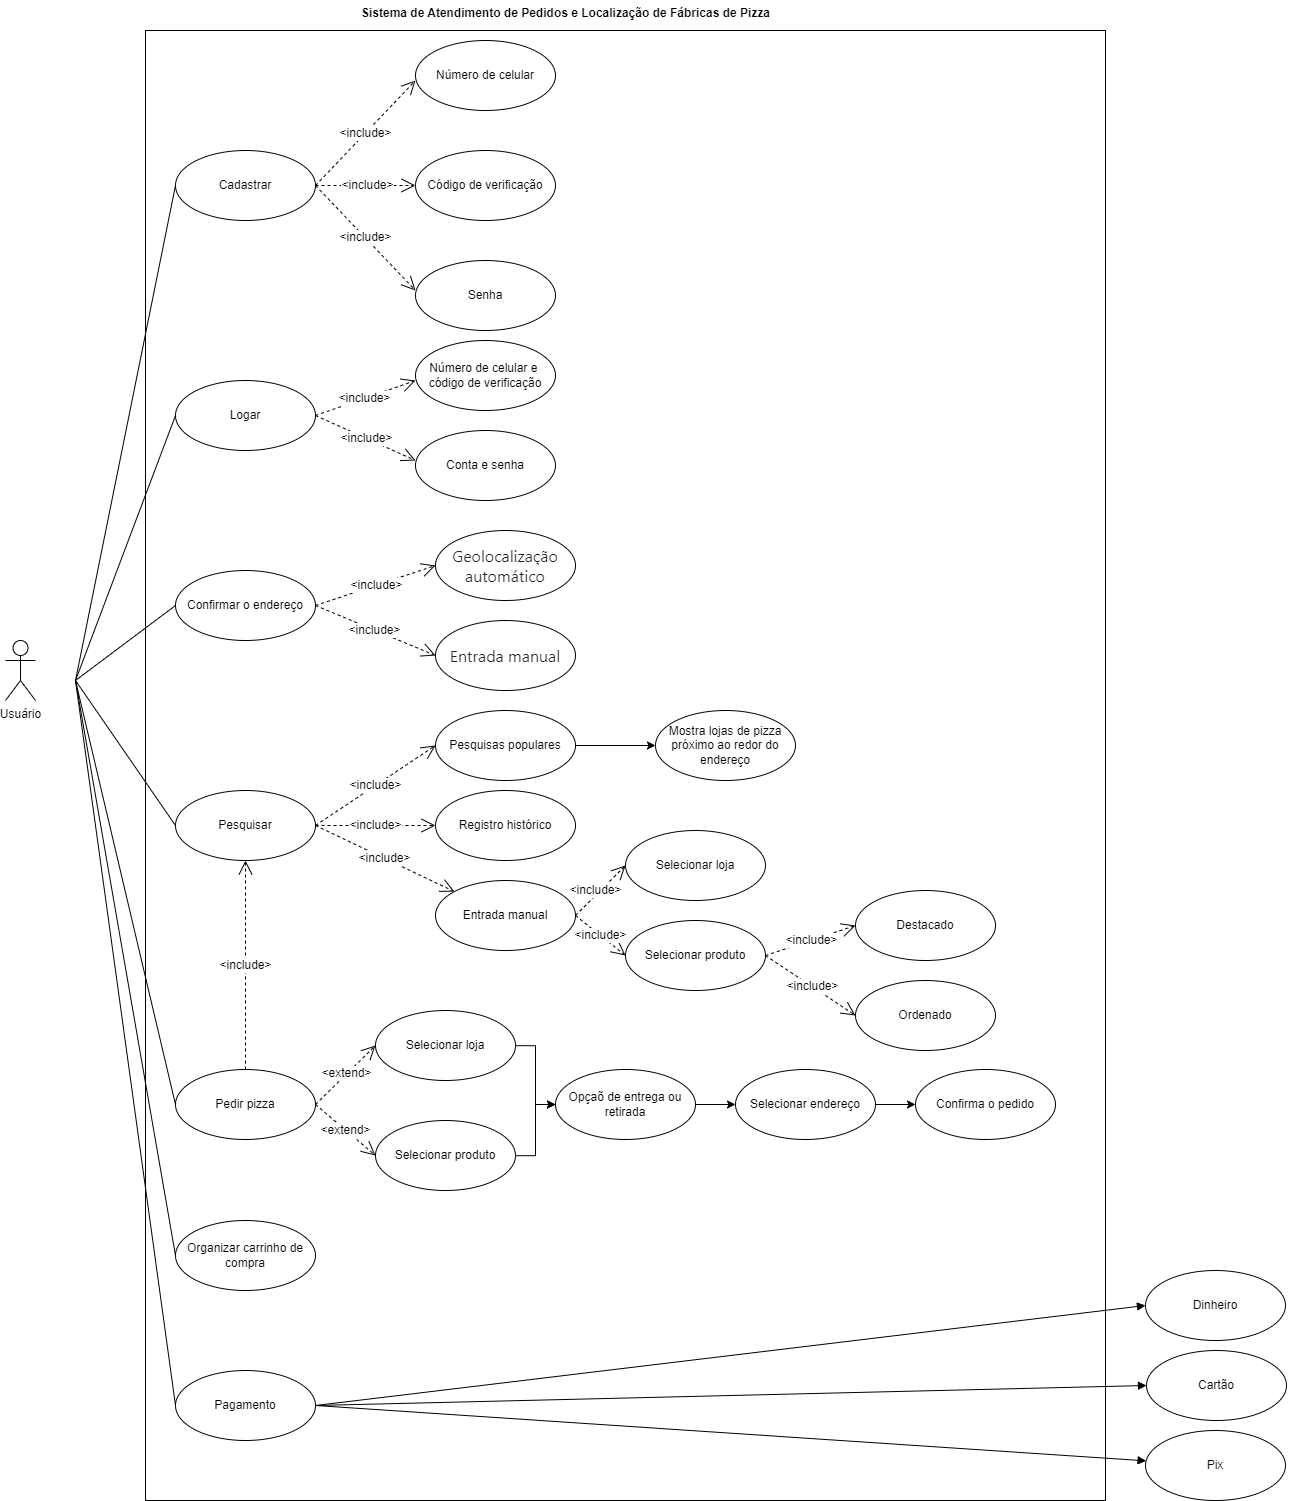 Sistema de Atendimento de Pedidos e Localização de Fábricas de Pizza
Número de celular
<include>
Cadastrar
<include>
Código de verificação
<include>
Senha
Número de celular e
código de verificação
<include>
Logar
<include>
Conta e senha
Geolocalização
automático
<include>
Confirmar o endereço
<include>
Entrada manual
Usuário
Pesquisas populares
Mostra lojas de pizza
próximo ao redor do
endereço
<include>
Pesquisar
<include>
Registro histórico
<include>
Entrada manual
<include>
Selecionar loja
<include>
Selecionar produto
<include>
Destacado
<include>
Ordenado
<include>
Pedir pizza
<extend>
Selecionar loja
<extend>
Selecionar produto
Opçaõ de entrega ou
retirada
Selecionar endereço
Confirma o pedido
Organizar carrinho de
compra
Pagamento
Dinheiro
Cartão
Pix